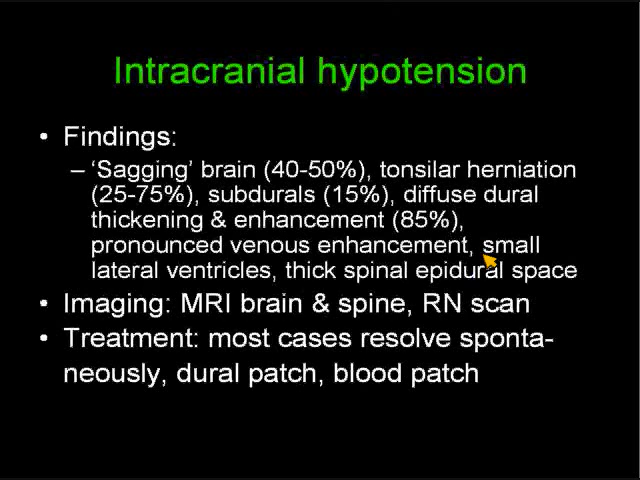 Intracranial hypotension
• Findings:
– ‘Sagging’ brain (40-50%), tonsilar herniation
(25-75%), subdurals (15%), diffuse dural
thickening & enhancement (85%),
pronounced venous enhancement, small
lateral ventricles, thick spinal epidural space
• Imaging: MRI brain & spine, RN scan
• Treatment: most cases resolve sponta-
neously, dural patch, blood patch